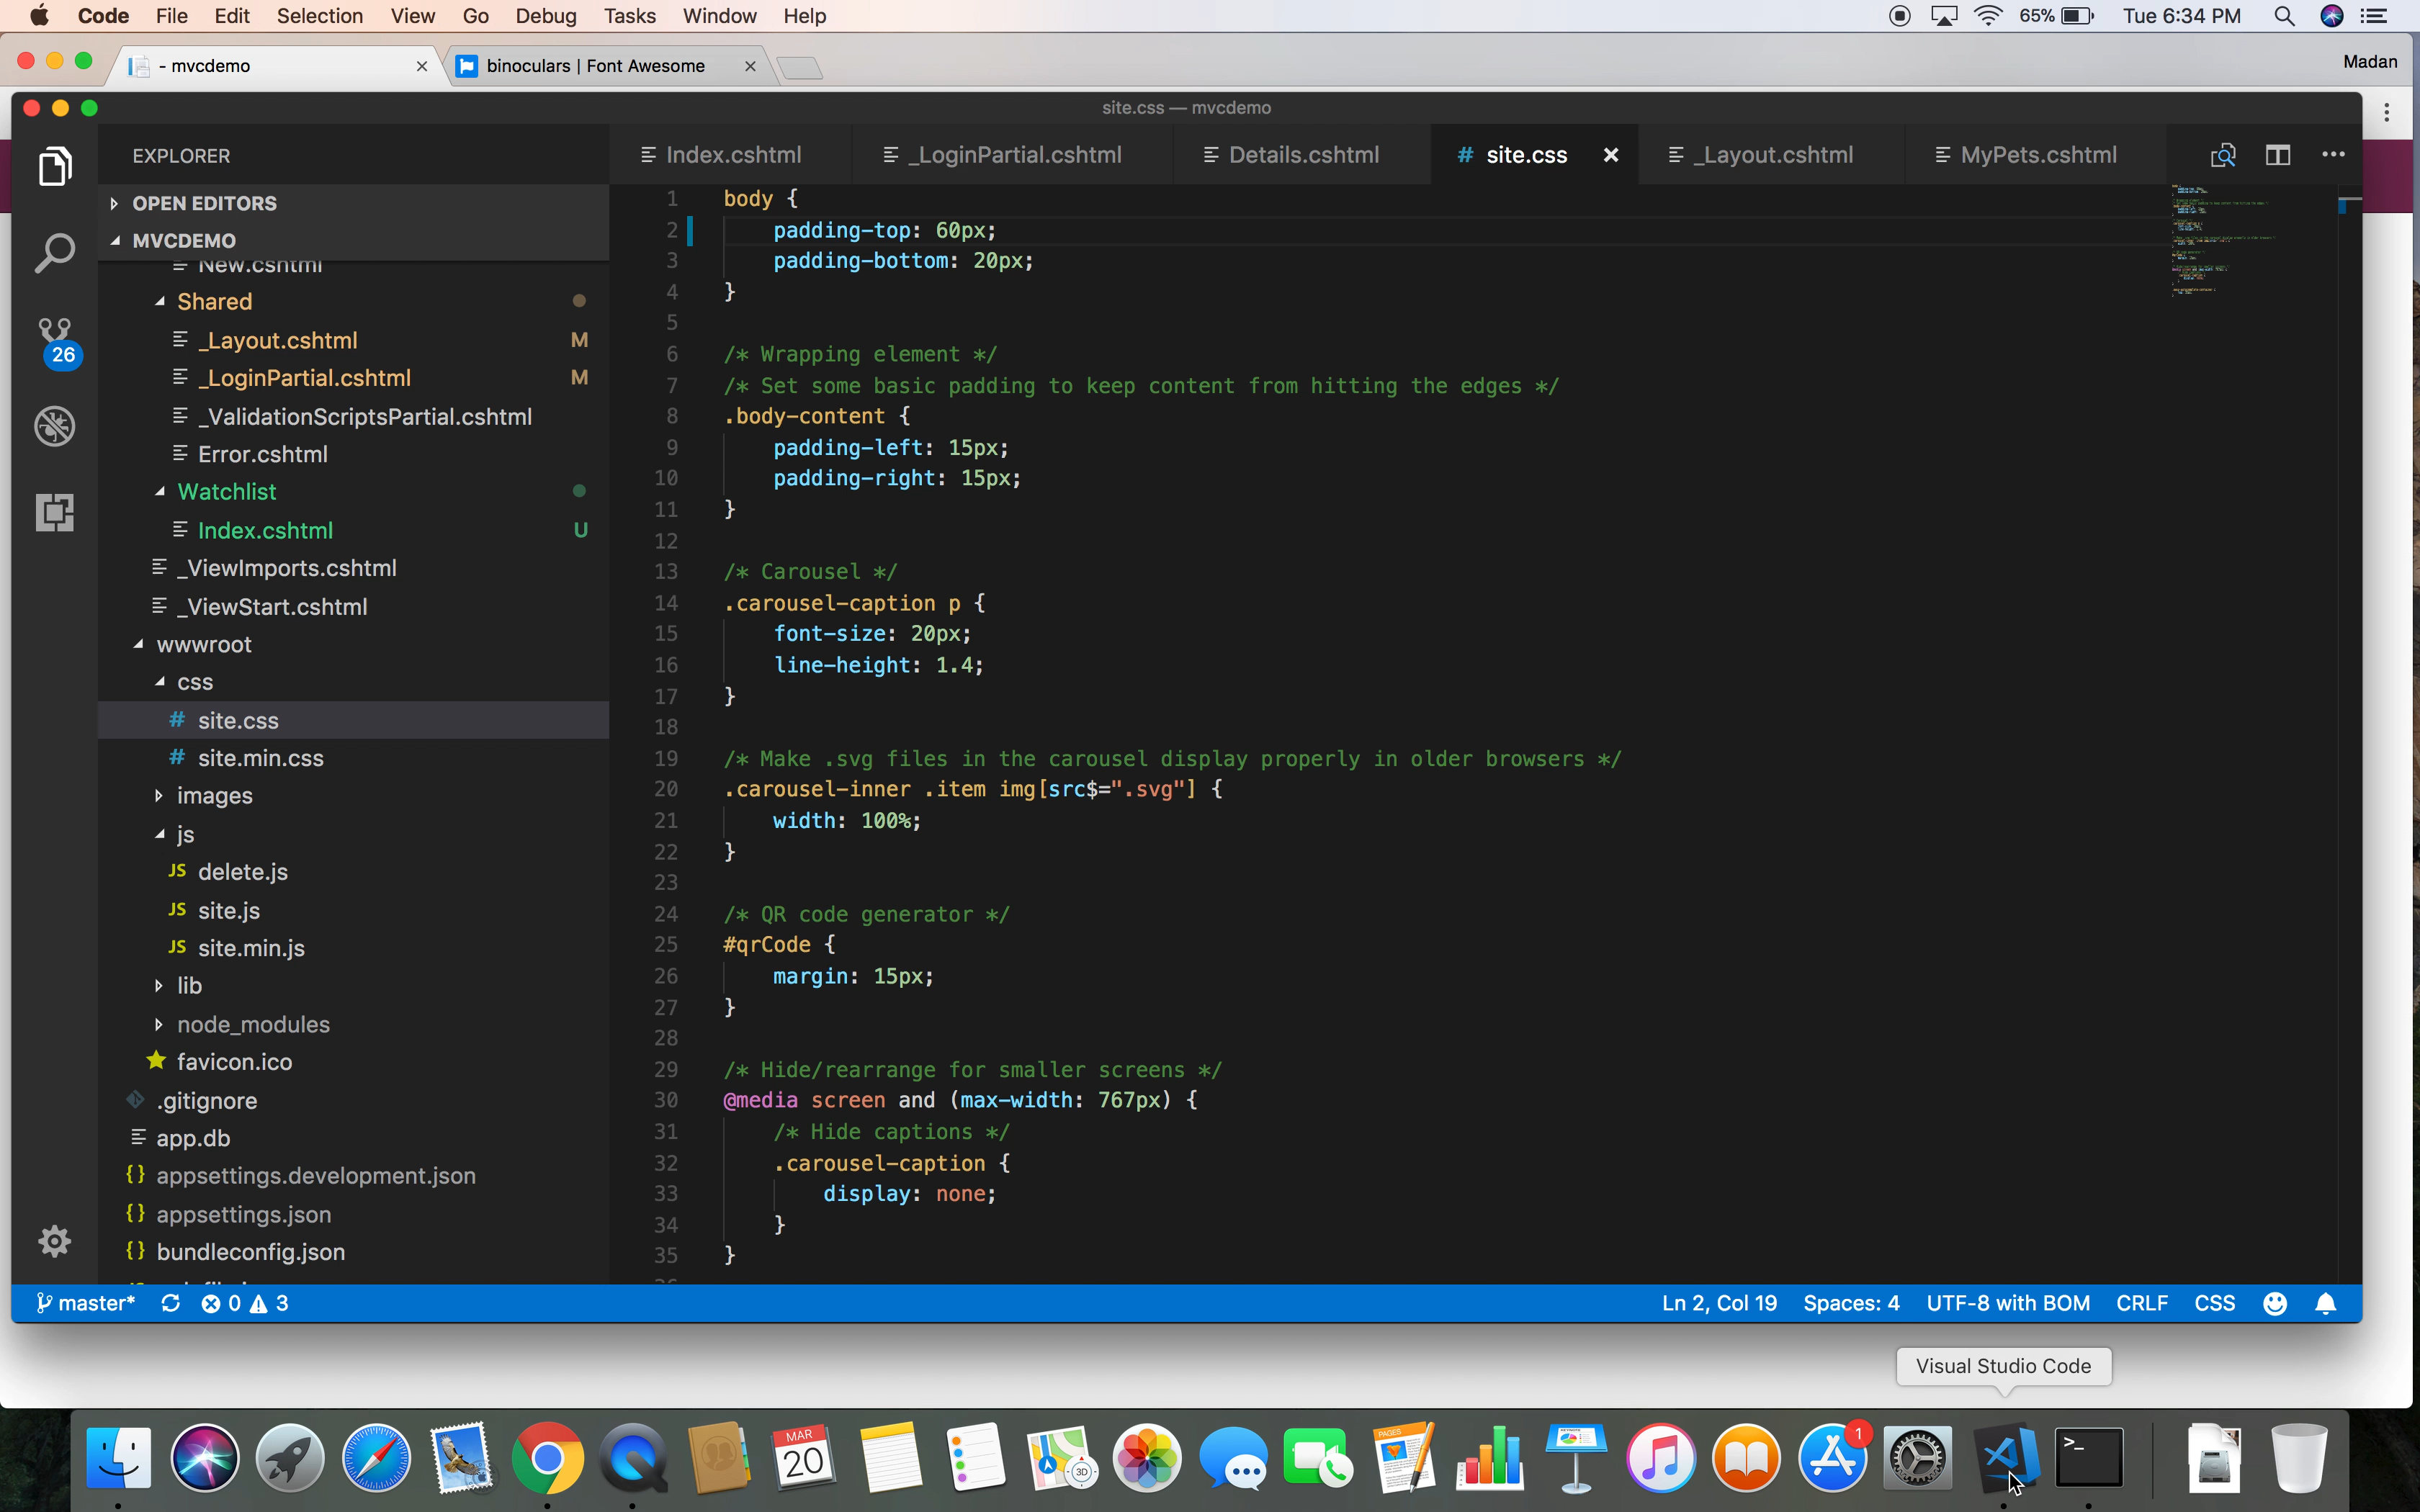 Code File Edit Selection View Go Debug Tasks Window Help 65% Tue 6:34 PM
- mvcdemo binoculars | Font Awesome Madan
site.css — mvcdemo
EXPLORER Index.cshtml _LoginPartial.cshtml Details.cshtml # site.css _Layout.cshtml MyPets.cshtml
OPEN EDITORS
MVCDEMO
New.cshtml
Shared
_Layout.cshtml M
_LoginPartial.cshtml M
_ValidationScriptsPartial.cshtml
Error.cshtml
Watchlist
Index.cshtml U
_ViewImports.cshtml
_ViewStart.cshtml
wwwroot
css
# site.css
# site.min.css
images
js
JS delete.js
JS site.js
JS site.min.js
lib
node_modules
favicon.ico
.gitignore
app.db
{} appsettings.development.json
{} appsettings.json
{} bundleconfig.json
26
1 body {
2 padding-top: 60px;
3 padding-bottom: 20px;
4 }
5
6 /* Wrapping element */
7 /* Set some basic padding to keep content from hitting the edges */
8 .body-content {
9 padding-left: 15px;
10 padding-right: 15px;
11 }
12
13 /* Carousel */
14 .carousel-caption p {
15 font-size: 20px;
16 line-height: 1.4;
17 }
18
19 /* Make .svg files in the carousel display properly in older browsers */
20 .carousel-inner .item img[src$=".svg"] {
21 width: 100%;
22 }
23
24 /* QR code generator */
25 #qrCode {
26 margin: 15px;
27 }
28
29 /* Hide/rearrange for smaller screens */
30 @media screen and (max-width: 767px) {
31 /* Hide captions */
32 .carousel-caption {
33 display: none;
34 }
35 }
master* 0 3 Ln 2, Col 19 Spaces: 4 UTF-8 with BOM CRLF CSS
Visual Studio Code
MAR
20
3D
PAGES
1
>_